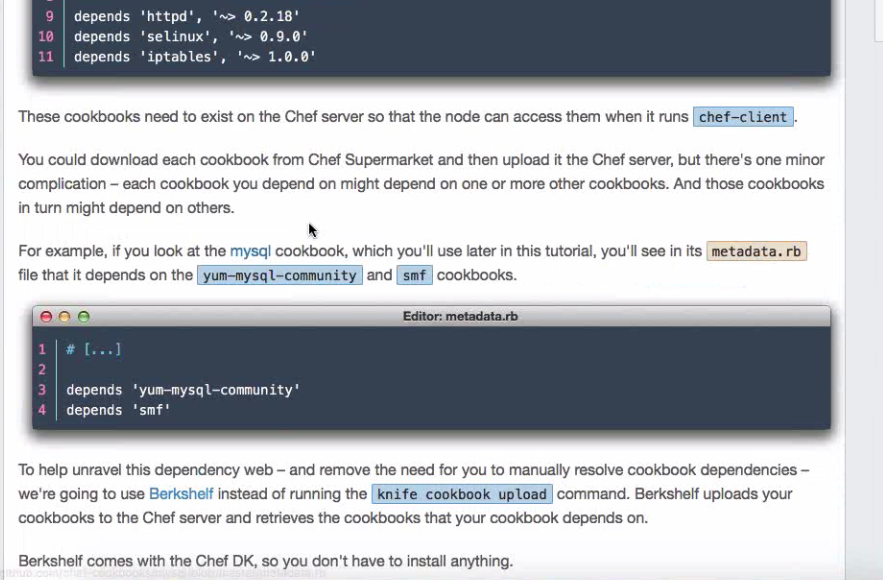 9 depends 'httpd', '~> 0.2.18'
10 depends 'selinux', '~> 0.9.0'
11 depends 'iptables', '~> 1.0.0'
These cookbooks need to exist on the Chef server so that the node can access them when it runs chef-client.
You could download each cookbook from Chef Supermarket and then upload it the Chef server, but there's one minor
complication – each cookbook you depend on might depend on one or more other cookbooks. And those cookbooks
in turn might depend on others.
For example, if you look at the mysql cookbook, which you'll use later in this tutorial, you'll see in its metadata.rb
file that it depends on the yum-mysql-community and smf cookbooks.
Editor: metadata.rb
1 # [...]
2
3 depends 'yum-mysql-community'
4 depends 'smf'
To help unravel this dependency web – and remove the need for you to manually resolve cookbook dependencies –
we're going to use Berkshelf instead of running the knife cookbook upload command. Berkshelf uploads your
cookbooks to the Chef server and retrieves the cookbooks that your cookbook depends on.
Berkshelf comes with the Chef DK, so you don't have to install anything.